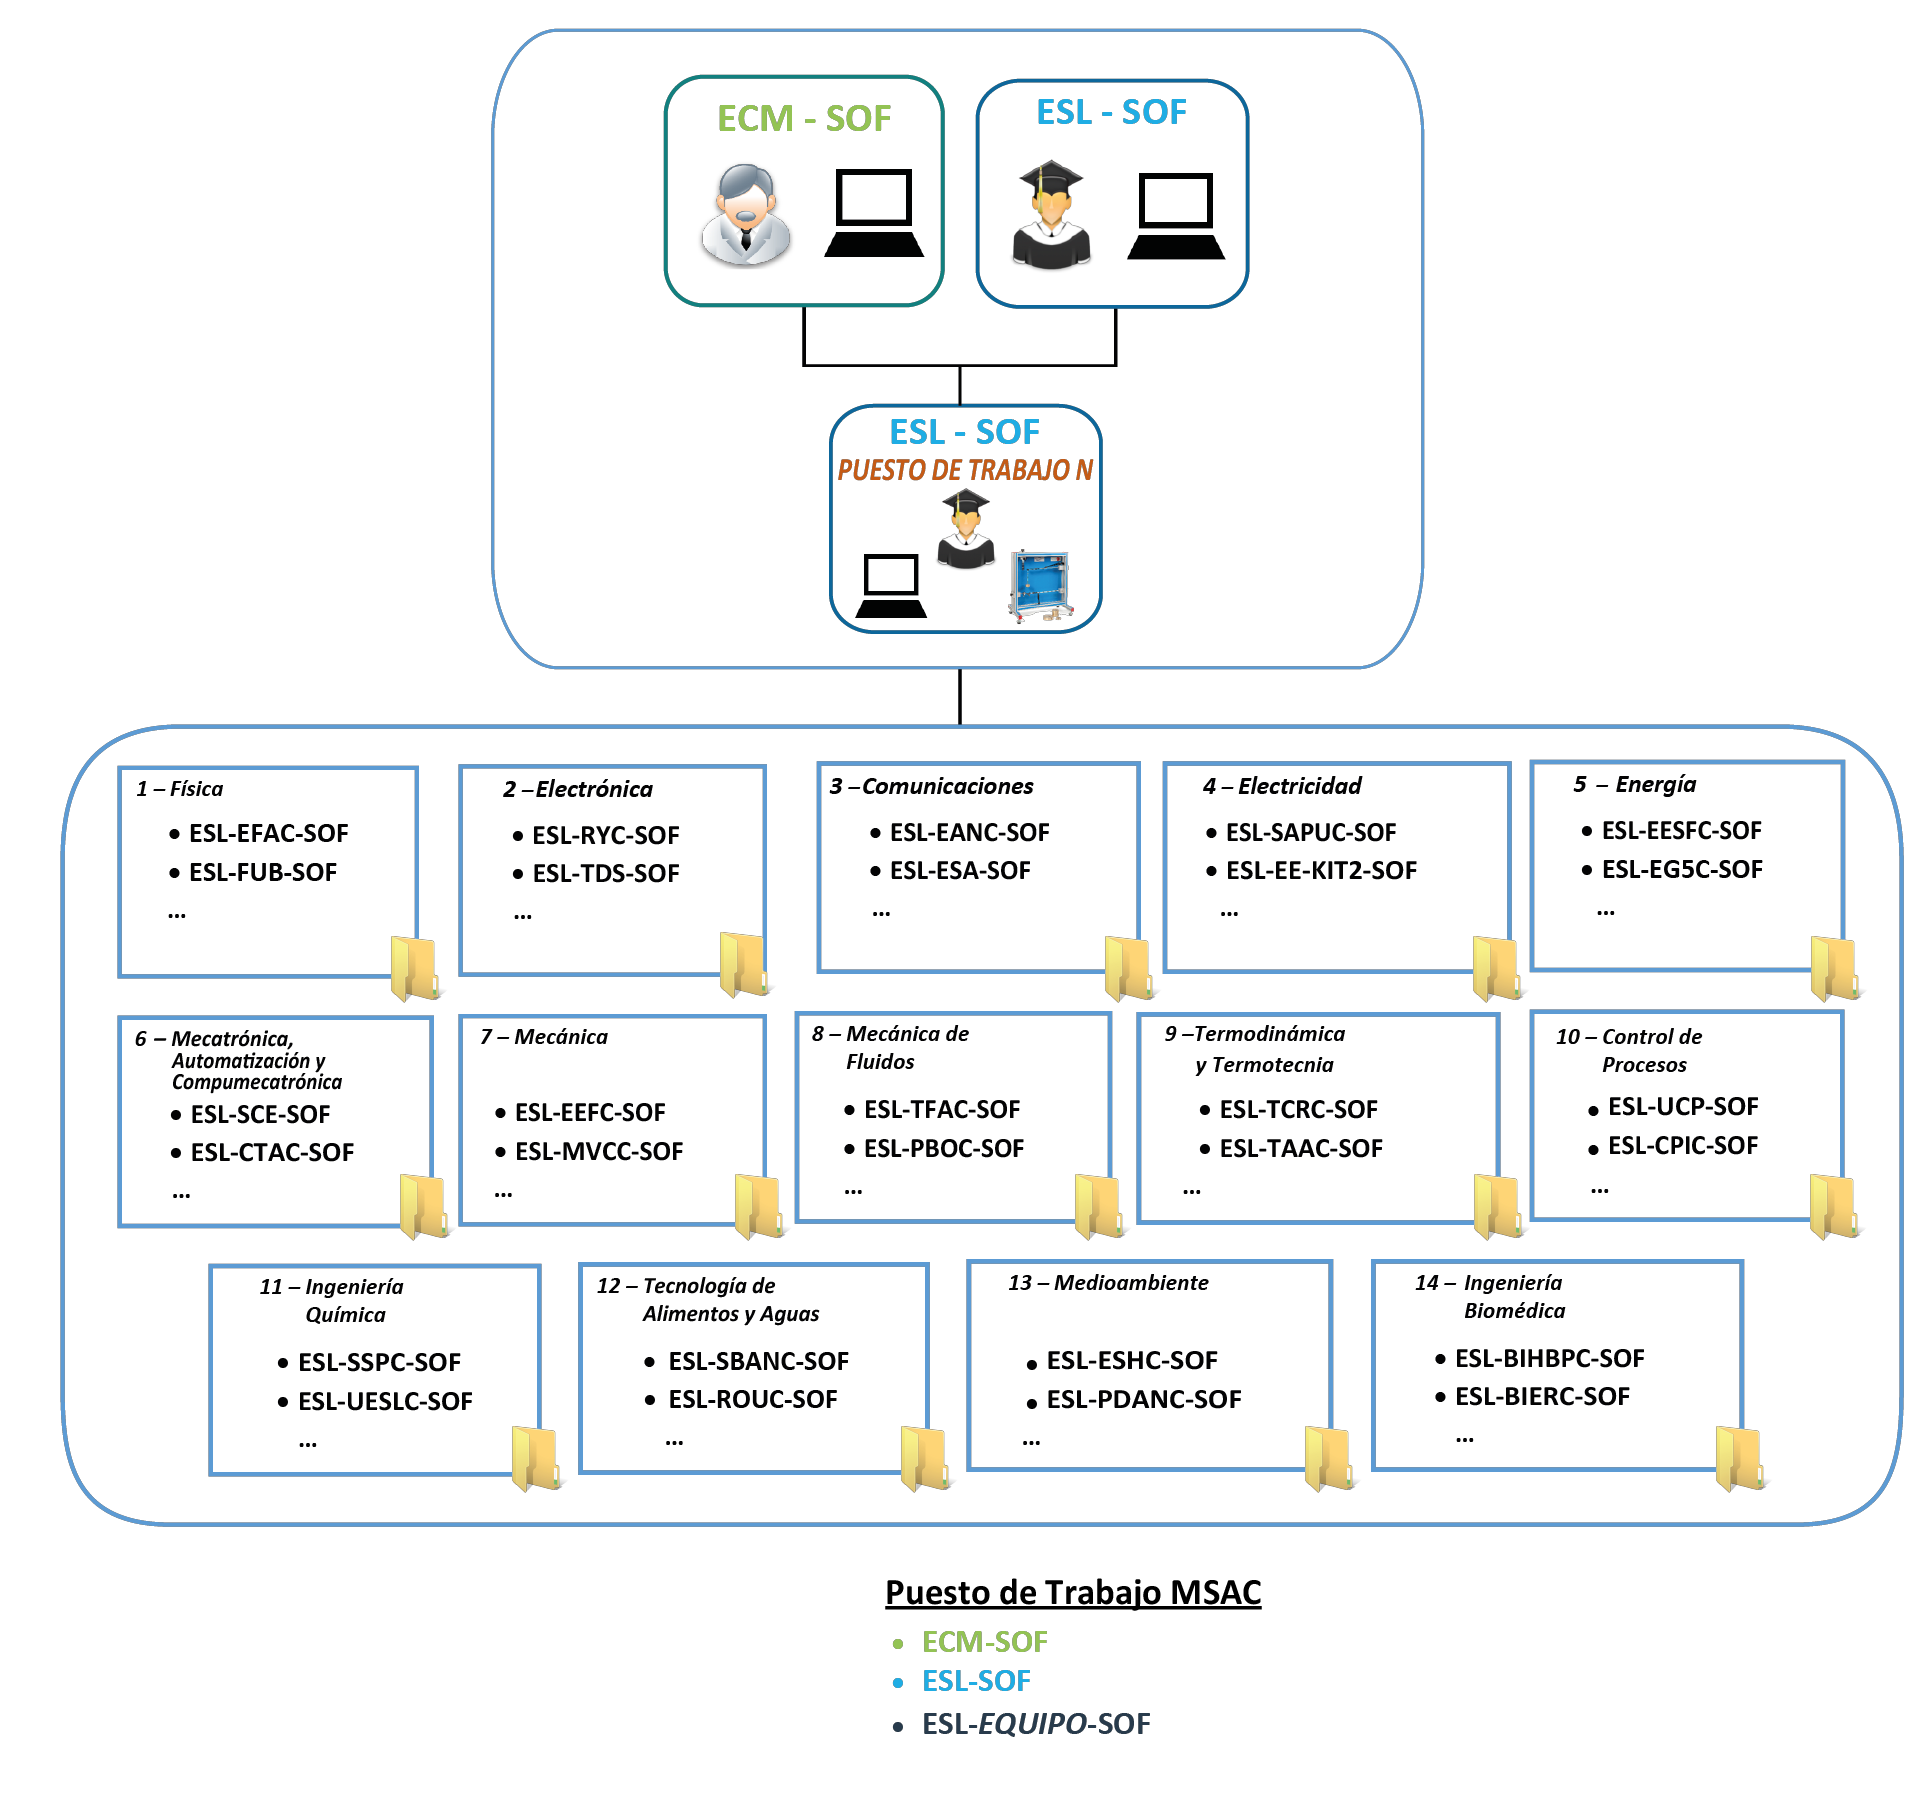 ECM - SOF
ESL - SOF
ESL - SOF
PUESTO DE TRABAJO N
1 – Física
• ESL-EFAC-SOF
• ESL-FUB-SOF
...
2 –Electrónica
• ESL-RYC-SOF
• ESL-TDS-SOF
...
3 –Comunicaciones
• ESL-EANC-SOF
• ESL-ESA-SOF
...
4 – Electricidad
• ESL-SAPUC-SOF
• ESL-EE-KIT2-SOF
...
5 – Energía
• ESL-EESFC-SOF
• ESL-EG5C-SOF
...
6 – Mecatrónica,
Automatización y
Compumecatrónica
• ESL-SCE-SOF
• ESL-CTAC-SOF
...
7 – Mecánica
• ESL-EEFC-SOF
• ESL-MVCC-SOF
...
8 – Mecánica de
Fluidos
• ESL-TFAC-SOF
• ESL-PBOC-SOF
...
9 –Termodinámica
y Termotecnia
• ESL-TCRC-SOF
• ESL-TAAC-SOF
...
10 – Control de
Procesos
• ESL-UCP-SOF
• ESL-CPIC-SOF
...
11 – Ingeniería
Química
• ESL-SSPC-SOF
• ESL-UESLC-SOF
...
12 – Tecnología de
Alimentos y Aguas
• ESL-SBANC-SOF
• ESL-ROUC-SOF
...
13 – Medioambiente
• ESL-ESHC-SOF
• ESL-PDANC-SOF
...
14 – Ingeniería
Biomédica
• ESL-BIHBPC-SOF
• ESL-BIERC-SOF
...
Puesto de Trabajo MSAC
• ECM-SOF
• ESL-SOF
• ESL-EQUIPO-SOF